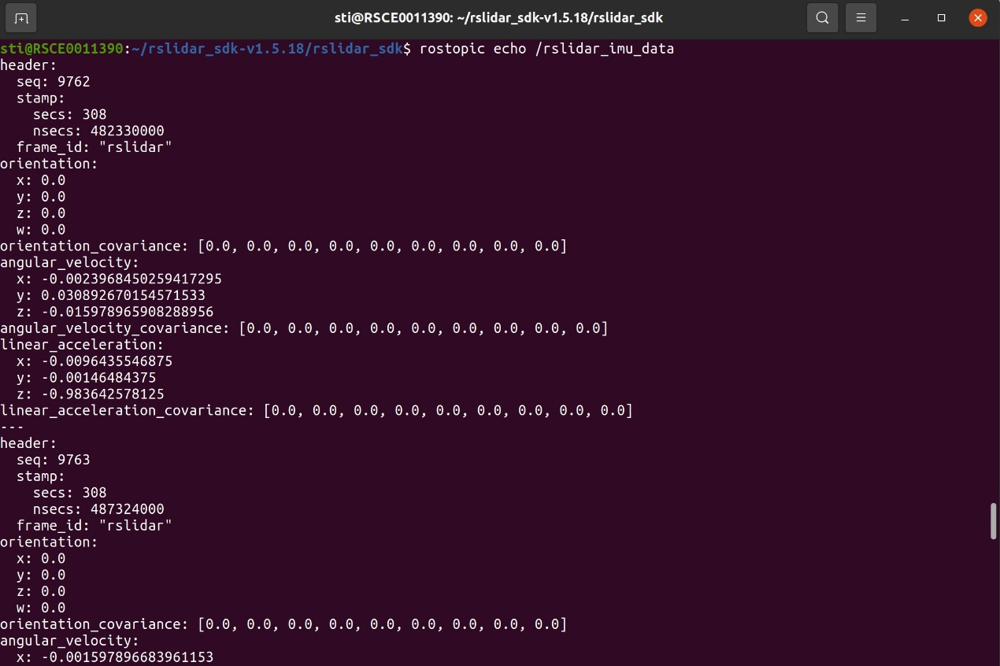 sti@RSCE0011390: ~/rslidar_sdk-v1.5.18/rslidar_sdk
sti@RSCE0011390:~/rslidar_sdk-v1.5.18/rslidar_sdk$ rostopic echo /rslidar_imu_data
header:
  seq: 9762
  stamp:
    secs: 308
    nsecs: 482330000
  frame_id: "rslidar"
orientation:
  x: 0.0
  y: 0.0
  z: 0.0
  w: 0.0
orientation_covariance: [0.0, 0.0, 0.0, 0.0, 0.0, 0.0, 0.0, 0.0, 0.0]
angular_velocity:
  x: -0.0023968450259417295
  y: 0.030892670154571533
  z: -0.015978965908288956
angular_velocity_covariance: [0.0, 0.0, 0.0, 0.0, 0.0, 0.0, 0.0, 0.0, 0.0]
linear_acceleration:
  x: -0.0096435546875
  y: -0.00146484375
  z: -0.983642578125
linear_acceleration_covariance: [0.0, 0.0, 0.0, 0.0, 0.0, 0.0, 0.0, 0.0, 0.0]
---
header:
  seq: 9763
  stamp:
    secs: 308
    nsecs: 487324000
  frame_id: "rslidar"
orientation:
  x: 0.0
  y: 0.0
  z: 0.0
  w: 0.0
orientation_covariance: [0.0, 0.0, 0.0, 0.0, 0.0, 0.0, 0.0, 0.0, 0.0]
angular_velocity:
  x: -0.001597896683961153